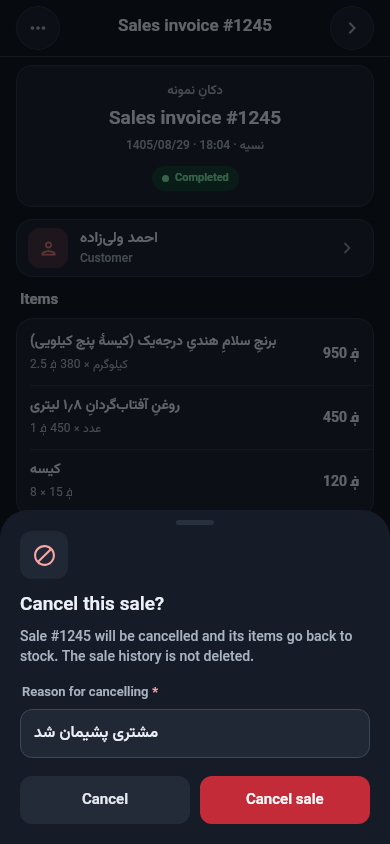 Sales invoice #1245
دکانِ نمونه
Sales invoice #1245
1405/08/29 · 18:04 · نسیه
Completed
احمد ولی‌زاده
Customer
Items
برنجِ سلامِ هندیِ درجه‌یک (کیسهٔ پنج کیلویی)
2.5 کیلوگرم × 380 ؋
950 ؋
روغنِ آفتاب‌گردانِ ۱٫۸ لیتری
1 عدد × 450 ؋
450 ؋
کیسه
8 × 15 ؋
120 ؋
Cancel this sale?
Sale #1245 will be cancelled and its items go back to
stock. The sale history is not deleted.
Reason for cancelling *
مشتری پشیمان شد
Cancel
Cancel sale